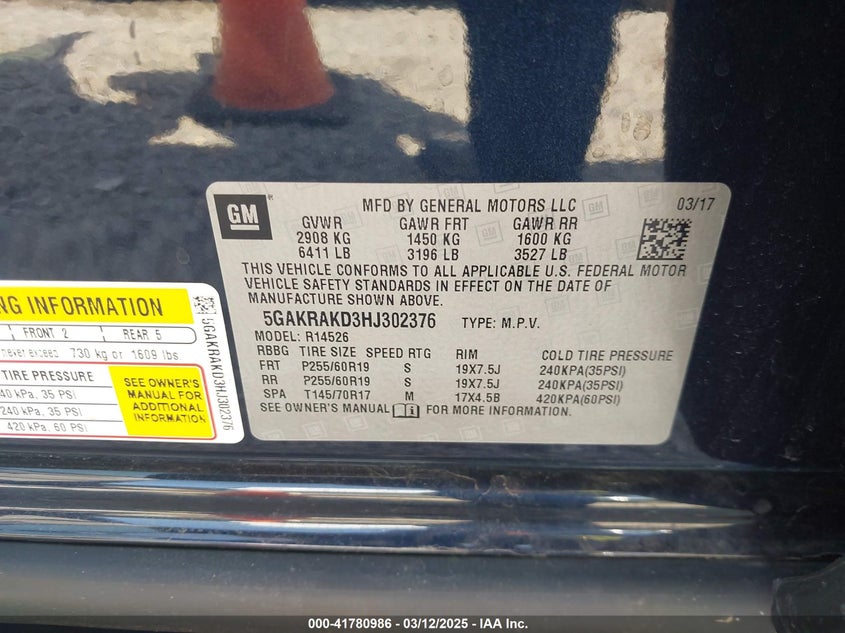 GM
MFD BY GENERAL MOTORS LLC 03/17
GVWR GAWR FRT GAWR RR
2908 KG 1450 KG 1600 KG
6411 LB 3196 LB 3527 LB
THIS VEHICLE CONFORMS TO ALL APPLICABLE U.S. FEDERAL MOTOR
VEHICLE SAFETY STANDARDS IN EFFECT ON THE DATE OF
MANUFACTURE SHOWN ABOVE.
5GAKRAKD3HJ302376 TYPE: M.P.V.
MODEL: R14526
RBBG TIRE SIZE SPEED RTG RIM COLD TIRE PRESSURE
FRT P255/60R19 S 19X7.5J 240KPA(35PSI)
RR P255/60R19 S 19X7.5J 240KPA(35PSI)
SPA T145/70R17 M 17X4.5B 420KPA(60PSI)
SEE OWNER'S MANUAL FOR MORE INFORMATION.
NG INFORMATION
FRONT 2 REAR 5
never exceed 730 kg or 1609 lbs.
TIRE PRESSURE
40 kPa, 35 PSI
240 kPa, 35 PSI
420 kPa, 60 PSI
SEE OWNER'S
MANUAL FOR
ADDITIONAL
INFORMATION
5GAKRAKD3HJ302376
000-41780986 - 03/12/2025 - IAA Inc.